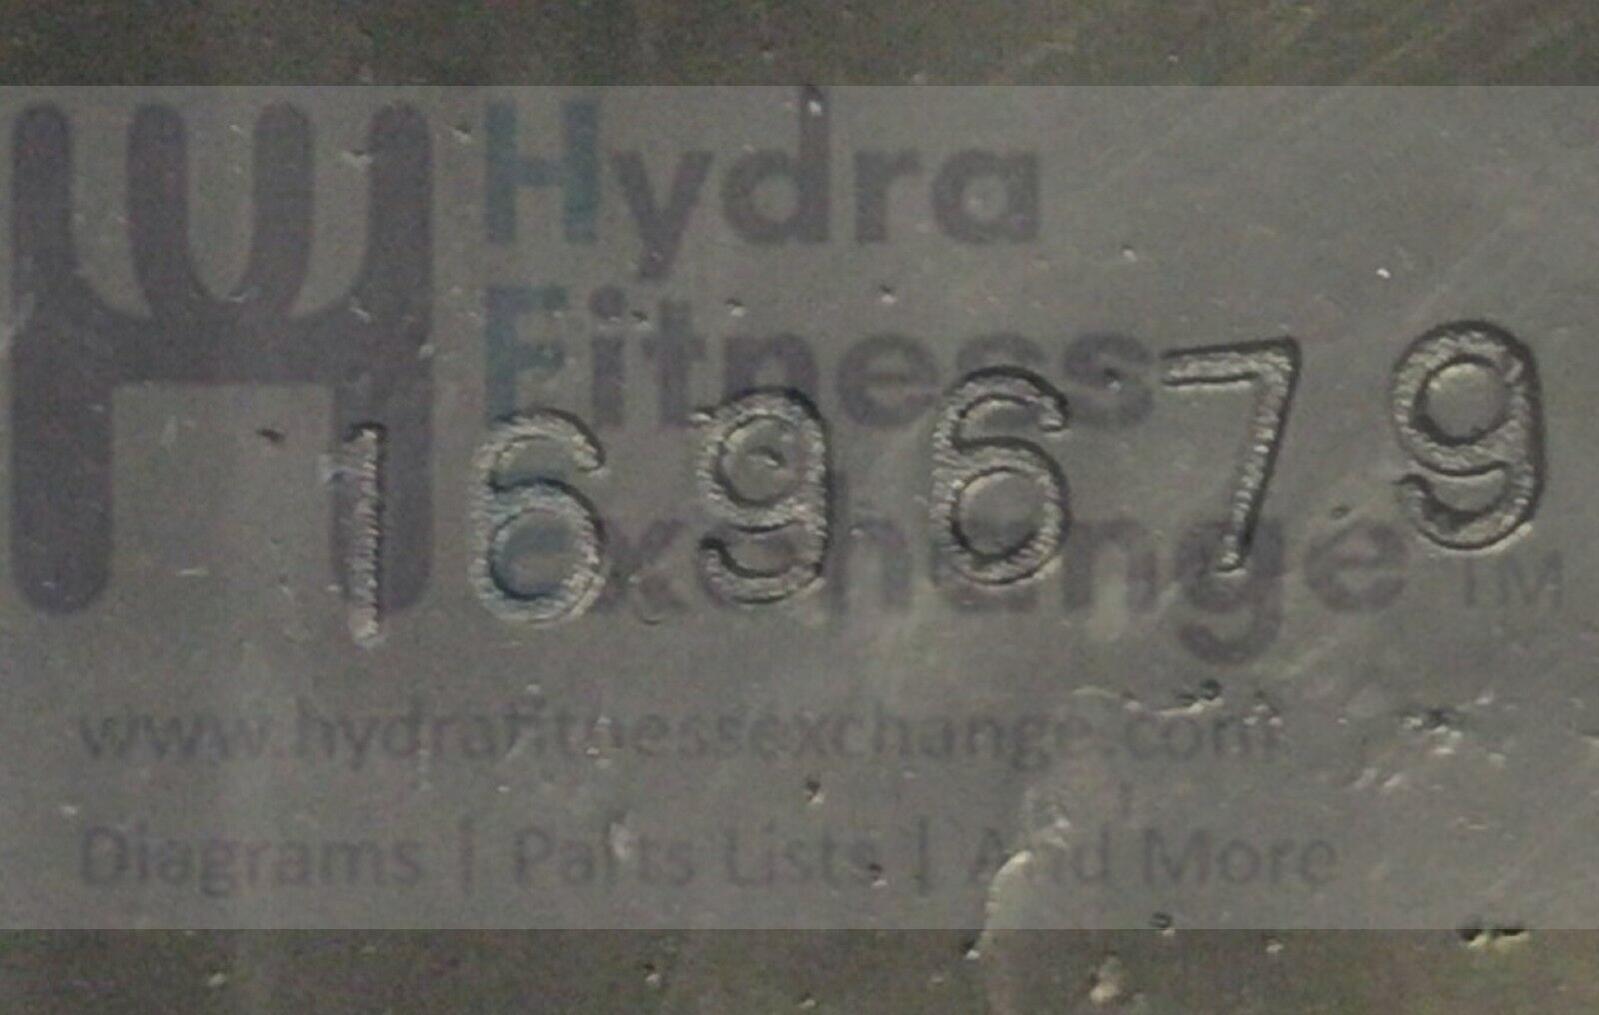 Hydra
Fitness
Exchange™
169679
www.hydrafitnessexchange.com
Diagrams | Parts Lists | And More